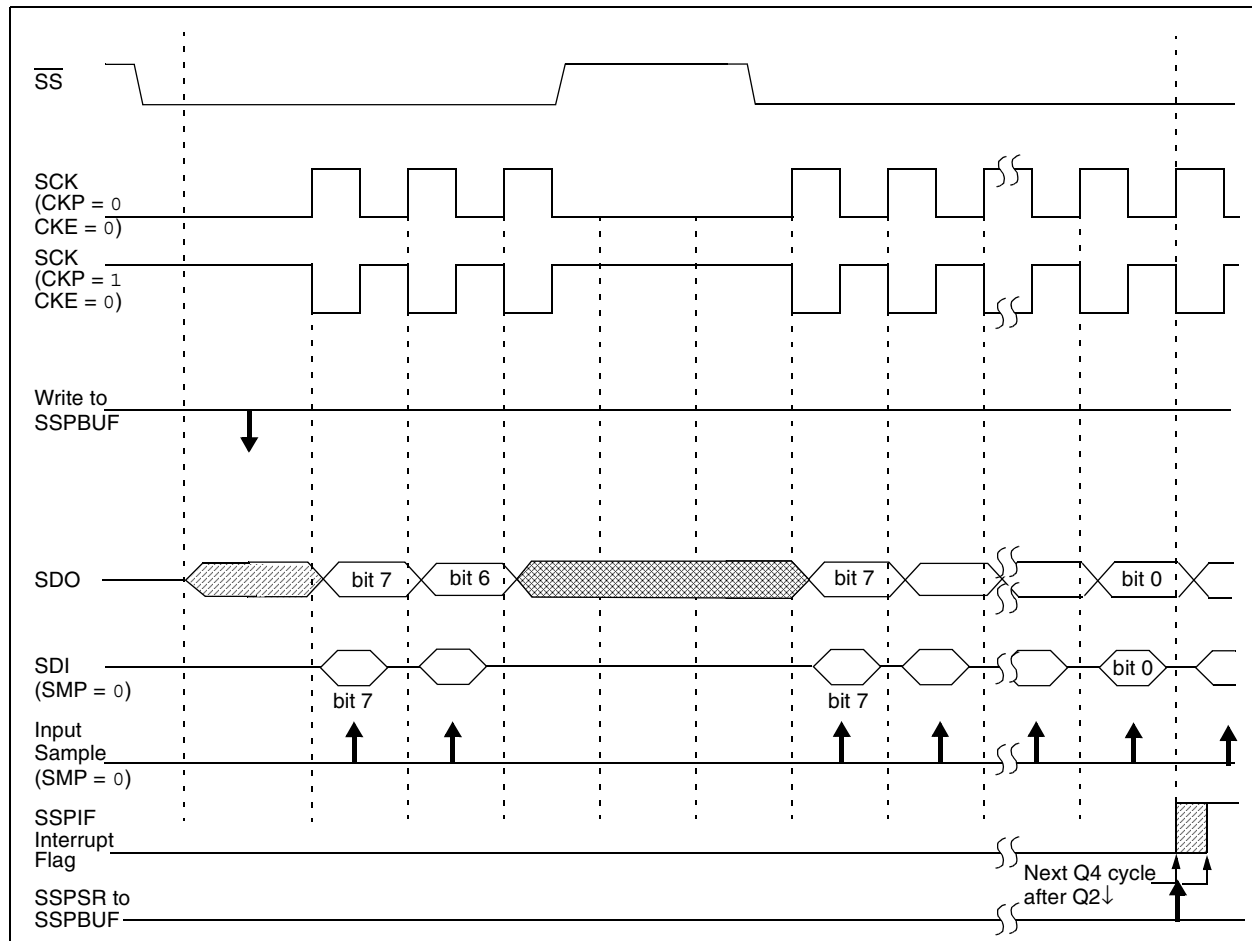 SS
SCK
(CKP = 0
CKE = 0)
SCK
(CKP = 1
CKE = 0)
Write to
SSPBUF
SDO
bit 7
bit 6
bit 7
bit 0
SDI
(SMP = 0)
bit 7
bit 7
bit 0
Input
Sample
(SMP = 0)
SSPIF
Interrupt
Flag
Next Q4 cycle
after Q2↓
SSPSR to
SSPBUF